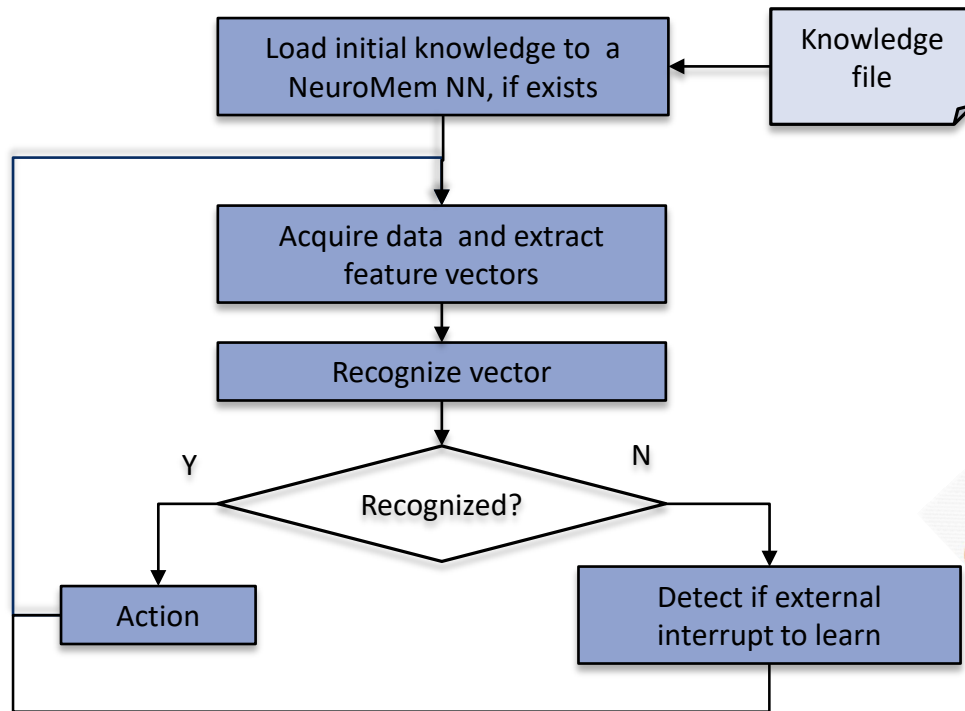 Load initial knowledge to a
NeuroMem NN, if exists
Knowledge
file
Acquire data and extract
feature vectors
Recognize vector
Y
N
Recognized?
Action
Detect if external
interrupt to learn